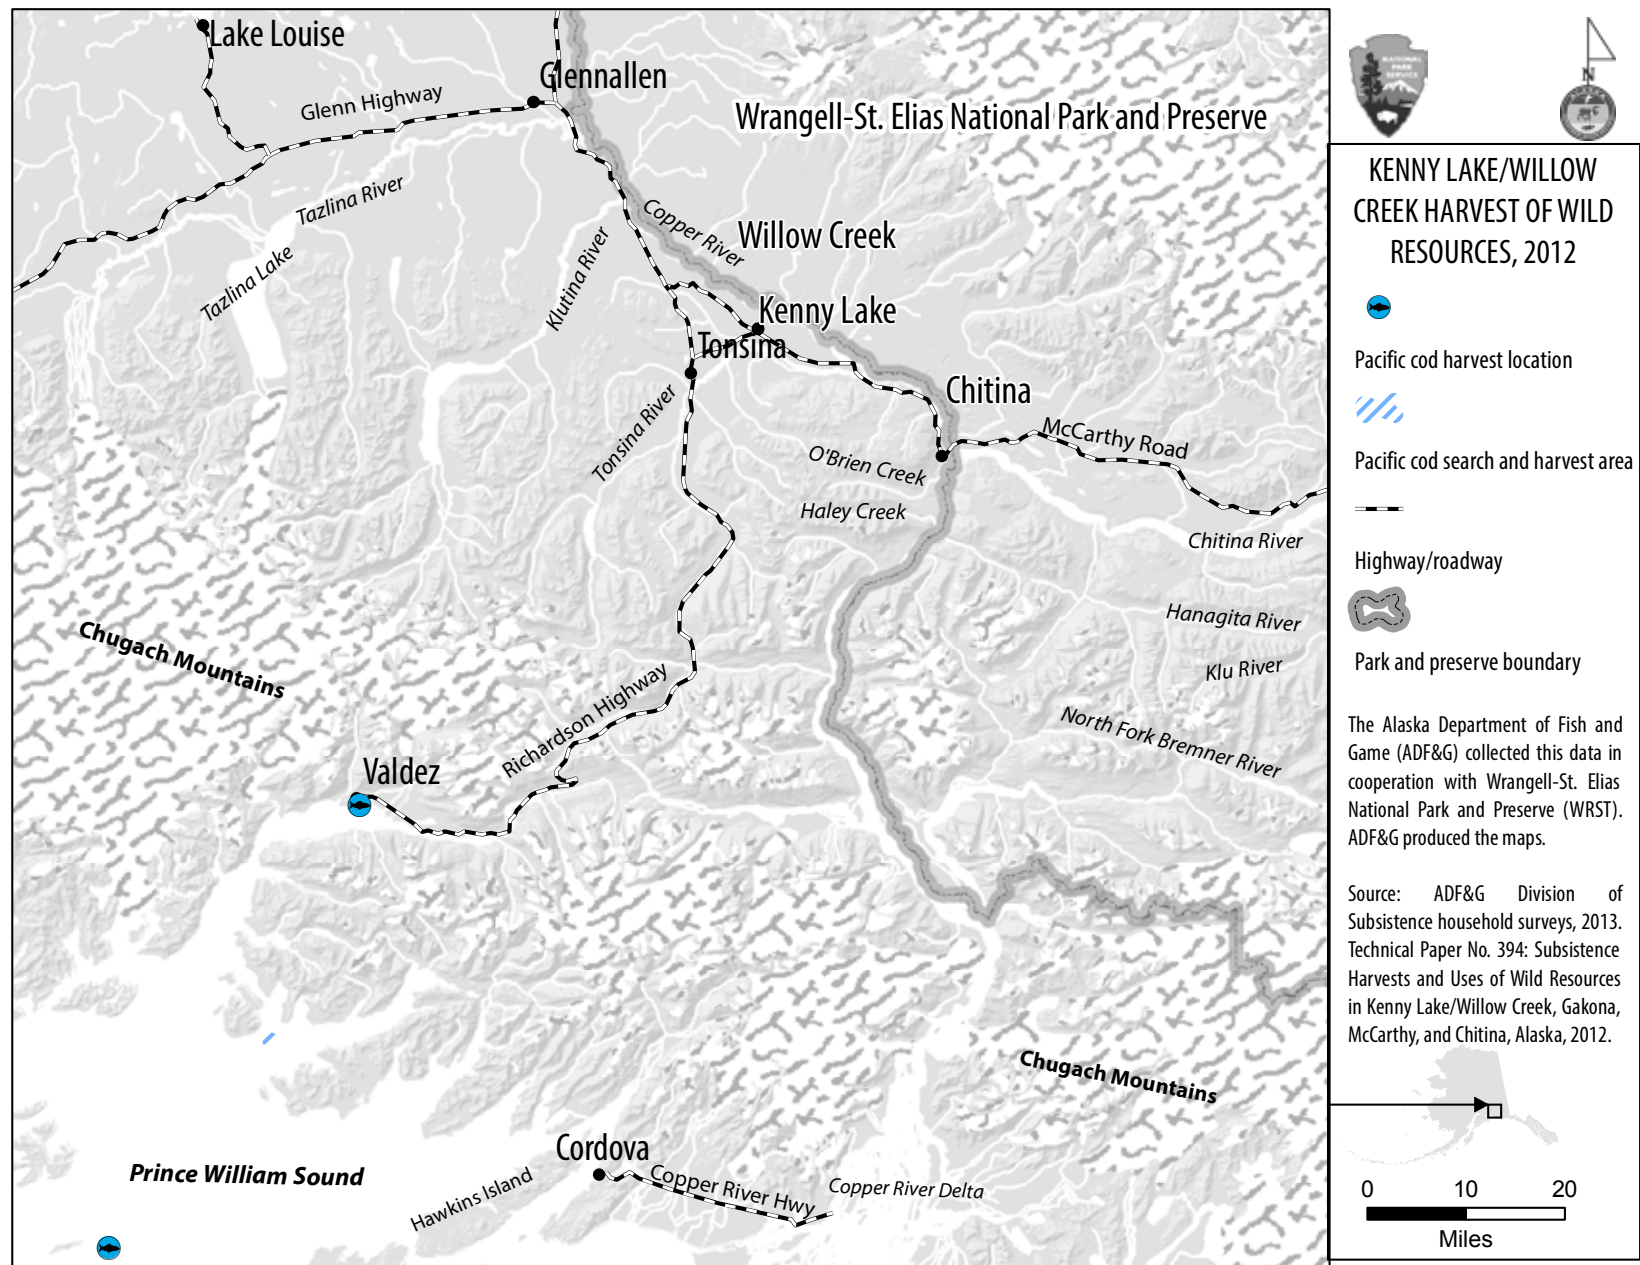 Lake Louise
Glennallen
Glenn Highway
Wrangell-St. Elias National Park and Preserve
Tazlina River
Copper River
Willow Creek
Tazlina Lake
Klutina River
Kenny Lake
Tonsina
Chitina
Tonsina River
McCarthy Road
O'Brien Creek
Haley Creek
Chitina River
Hanagita River
Chugach Mountains
Klu River
Richardson Highway
North Fork Bremner River
Valdez
Chugach Mountains
Cordova
Prince William Sound
Hawkins Island
Copper River Hwy
Copper River Delta
NATIONAL
PARK
SERVICE
N
KENNY LAKE/WILLOW
CREEK HARVEST OF WILD
RESOURCES, 2012
Pacific cod harvest location
Pacific cod search and harvest area
Highway/roadway
Park and preserve boundary
The Alaska Department of Fish and
Game (ADF&G) collected this data in
cooperation with Wrangell-St. Elias
National Park and Preserve (WRST).
ADF&G produced the maps.
Source: ADF&G Division of
Subsistence household surveys, 2013.
Technical Paper No. 394: Subsistence
Harvests and Uses of Wild Resources
in Kenny Lake/Willow Creek, Gakona,
McCarthy, and Chitina, Alaska, 2012.
0 10 20
Miles